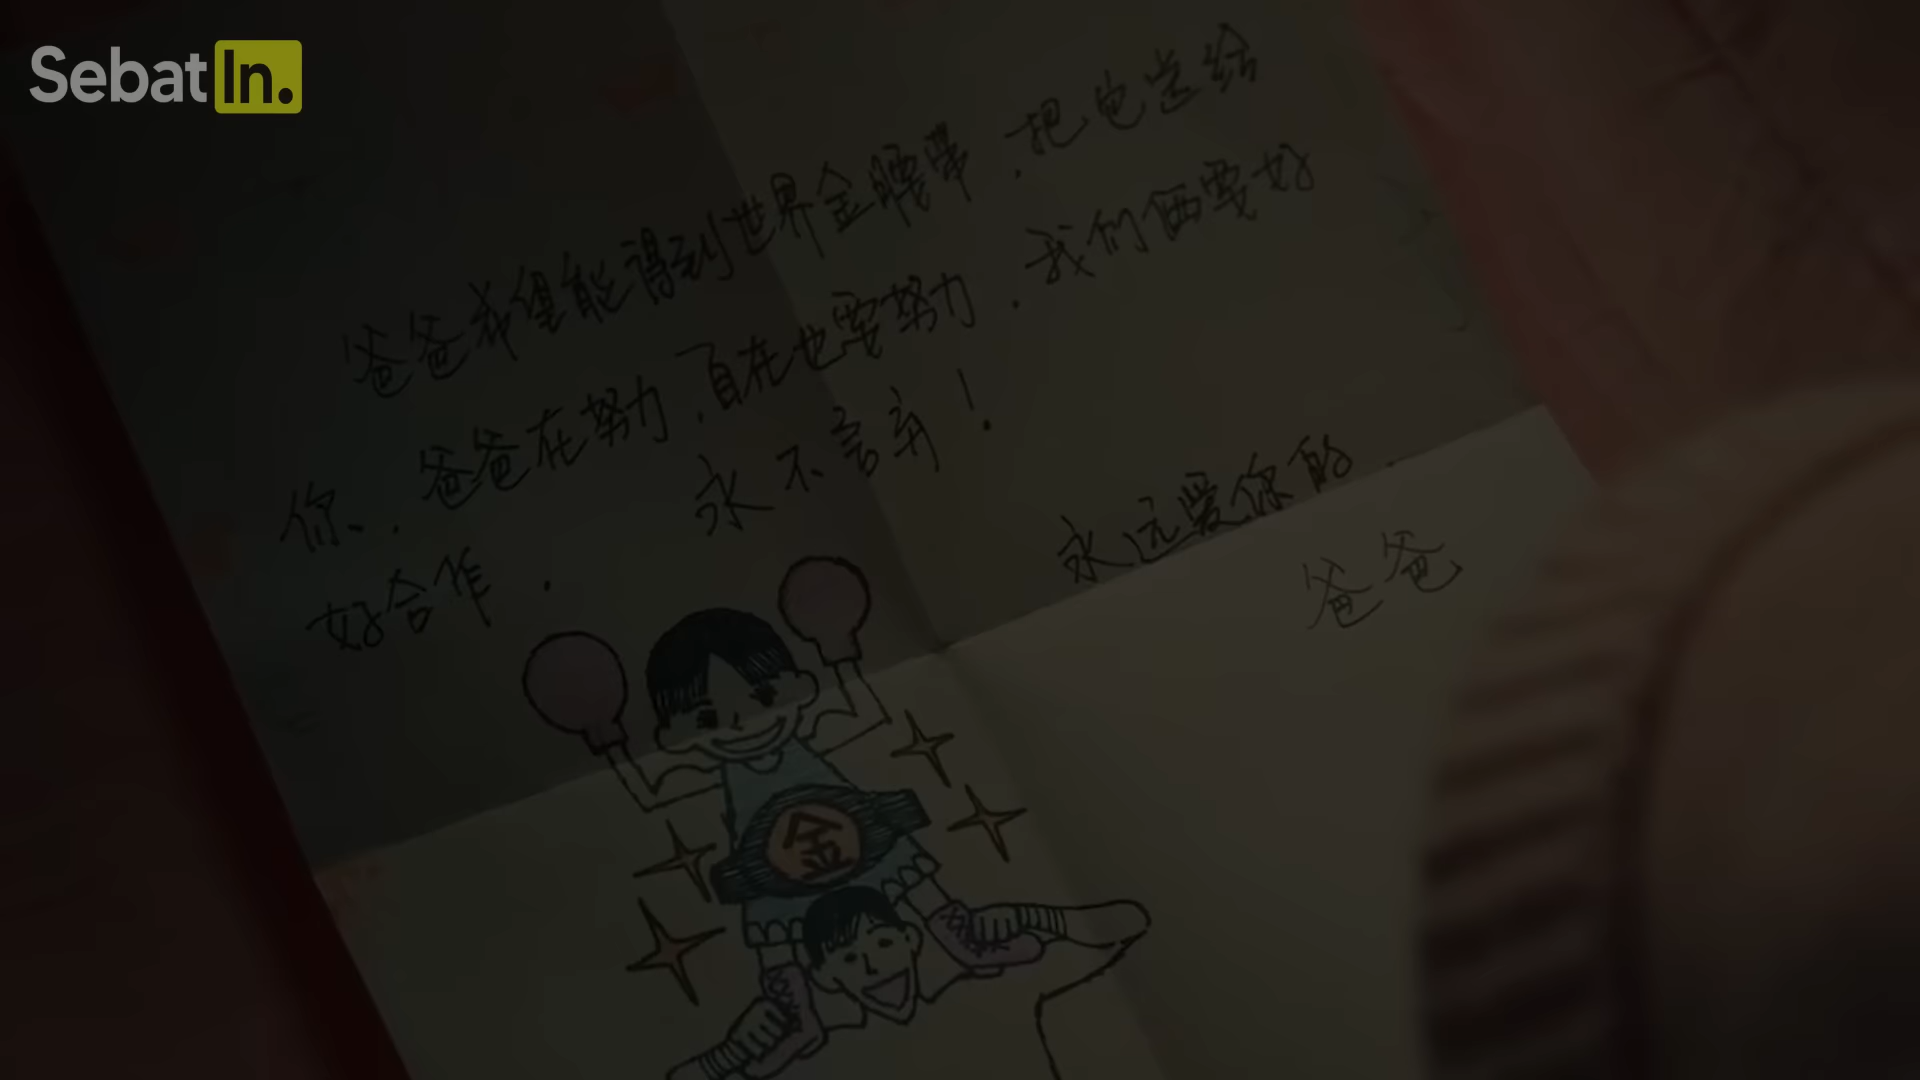 SebatIn.
爸爸希望能得到世界金腰带，把它送给
你..爸爸在努力，自在也要努力，我们俩要好
好合作. 永不言弃！
永远爱你的.
爸爸
金